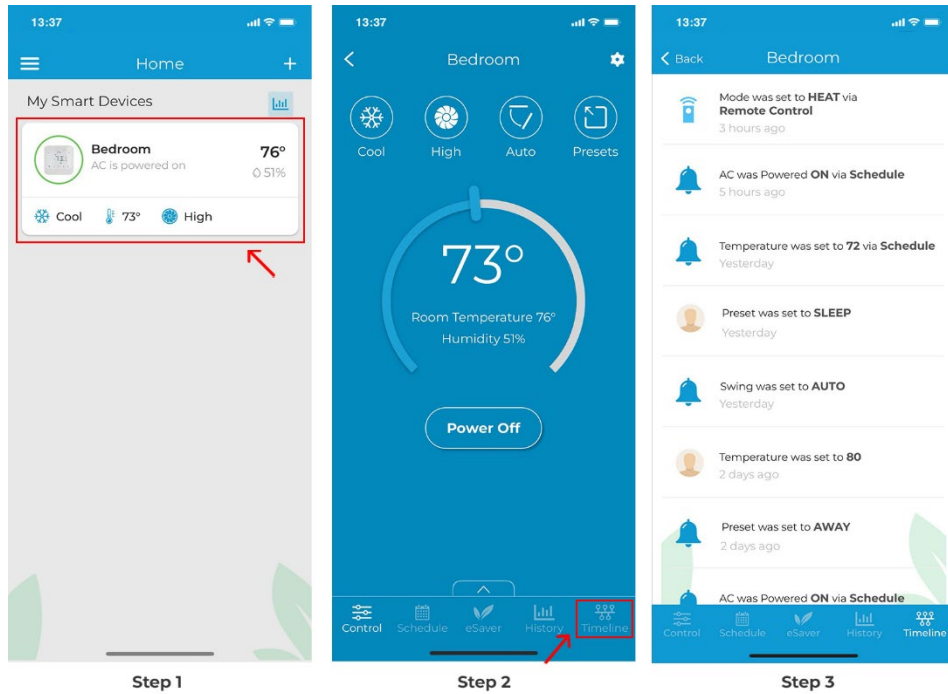 13:37
Home
+
My Smart Devices
Bedroom
AC is powered on
76°
51%
Cool
73°
High
Step 1
13:37
Bedroom
Cool
High
Auto
Presets
73°
Room Temperature 76°
Humidity 51%
Power Off
Control
Schedule
eSaver
History
Timeline
Step 2
13:37
Back
Bedroom
Mode was set to HEAT via
Remote Control
3 hours ago
AC was Powered ON via Schedule
5 hours ago
Temperature was set to 72 via Schedule
Yesterday
Preset was set to SLEEP
Yesterday
Swing was set to AUTO
Yesterday
Temperature was set to 80
2 days ago
Preset was set to AWAY
2 days ago
AC was Powered ON via Schedule
Control
Schedule
eSaver
History
Timeline
Step 3